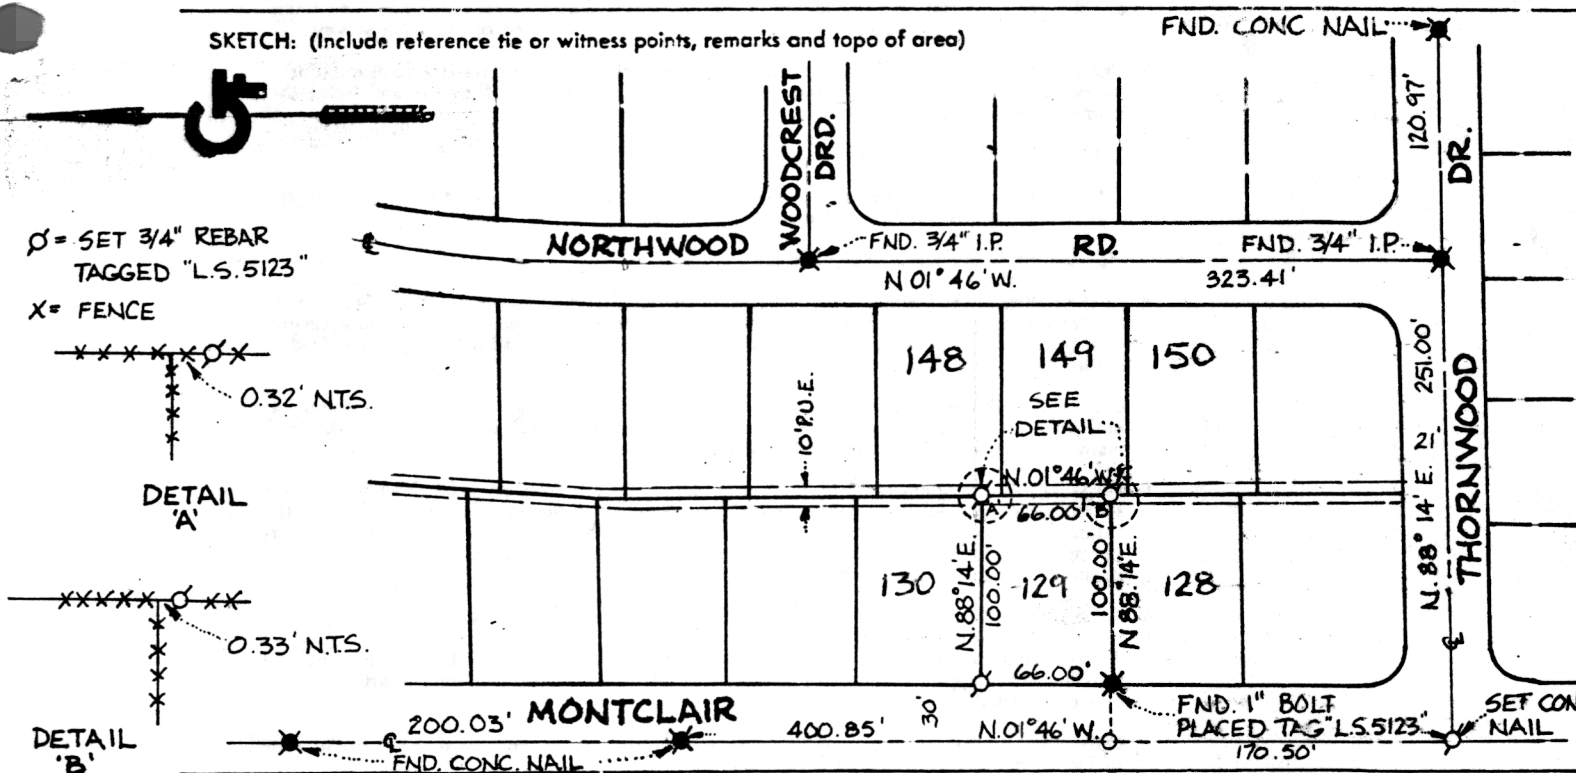 SKETCH: (Include reference tie or witness points, remarks and topo of area)
FND. CONC NAIL
120.97'
WOODCREST
DRD.
DR.
Ø = SET 3/4" REBAR
TAGGED "L.S. 5123"
X = FENCE
℄
NORTHWOOD
RD.
FND. 3/4" I.P.
FND. 3/4" I.P.
N 01° 46' W.
323.41'
0.32' N.T.S.
DETAIL
'A'
148
149
150
SEE
DETAIL
10' P.U.E.
251.00'
21'
N. 88° 14' E.
THORNWOOD
℄
N. 01° 46' W.
66.00'
A
B
N. 88° 14' E.
100.00'
100.00'
N 88° 14' E.
130
129
128
0.33' N.T.S.
DETAIL
'B'
66.00'
30'
FND. 1" BOLT
PLACED TAG "L.S. 5123"
SET CON
NAIL
200.03'
MONTCLAIR
400.85'
N. 01° 46' W.
170.50'
℄
FND. CONC. NAIL